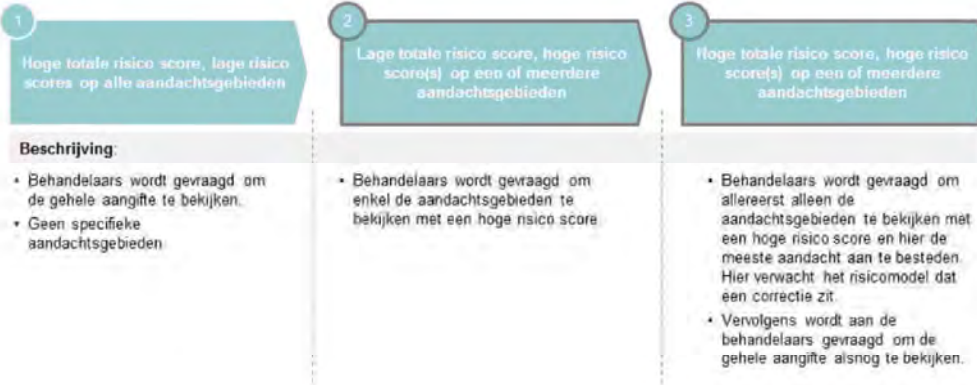 1
Hoge totale risico score, lage risico
scores op alle aandachtsgebieden
2
Lage totale risico score, hoge risico
score(s) op een of meerdere
aandachtsgebieden
3
Hoge totale risico score, hoge risico
score(s) op een of meerdere
aandachtsgebieden
Beschrijving:
• Behandelaars wordt gevraagd om
de gehele aangifte te bekijken.
• Geen specifieke
aandachtsgebieden
• Behandelaars wordt gevraagd om
enkel de aandachtsgebieden te
bekijken met een hoge risico score
• Behandelaars wordt gevraagd om
allereerst alleen de
aandachtsgebieden te bekijken met
een hoge risico score en hier de
meeste aandacht aan te besteden.
Hier verwacht het risicomodel dat
een correctie zit.
• Vervolgens wordt aan de
behandelaars gevraagd om de
gehele aangifte alsnog te bekijken.